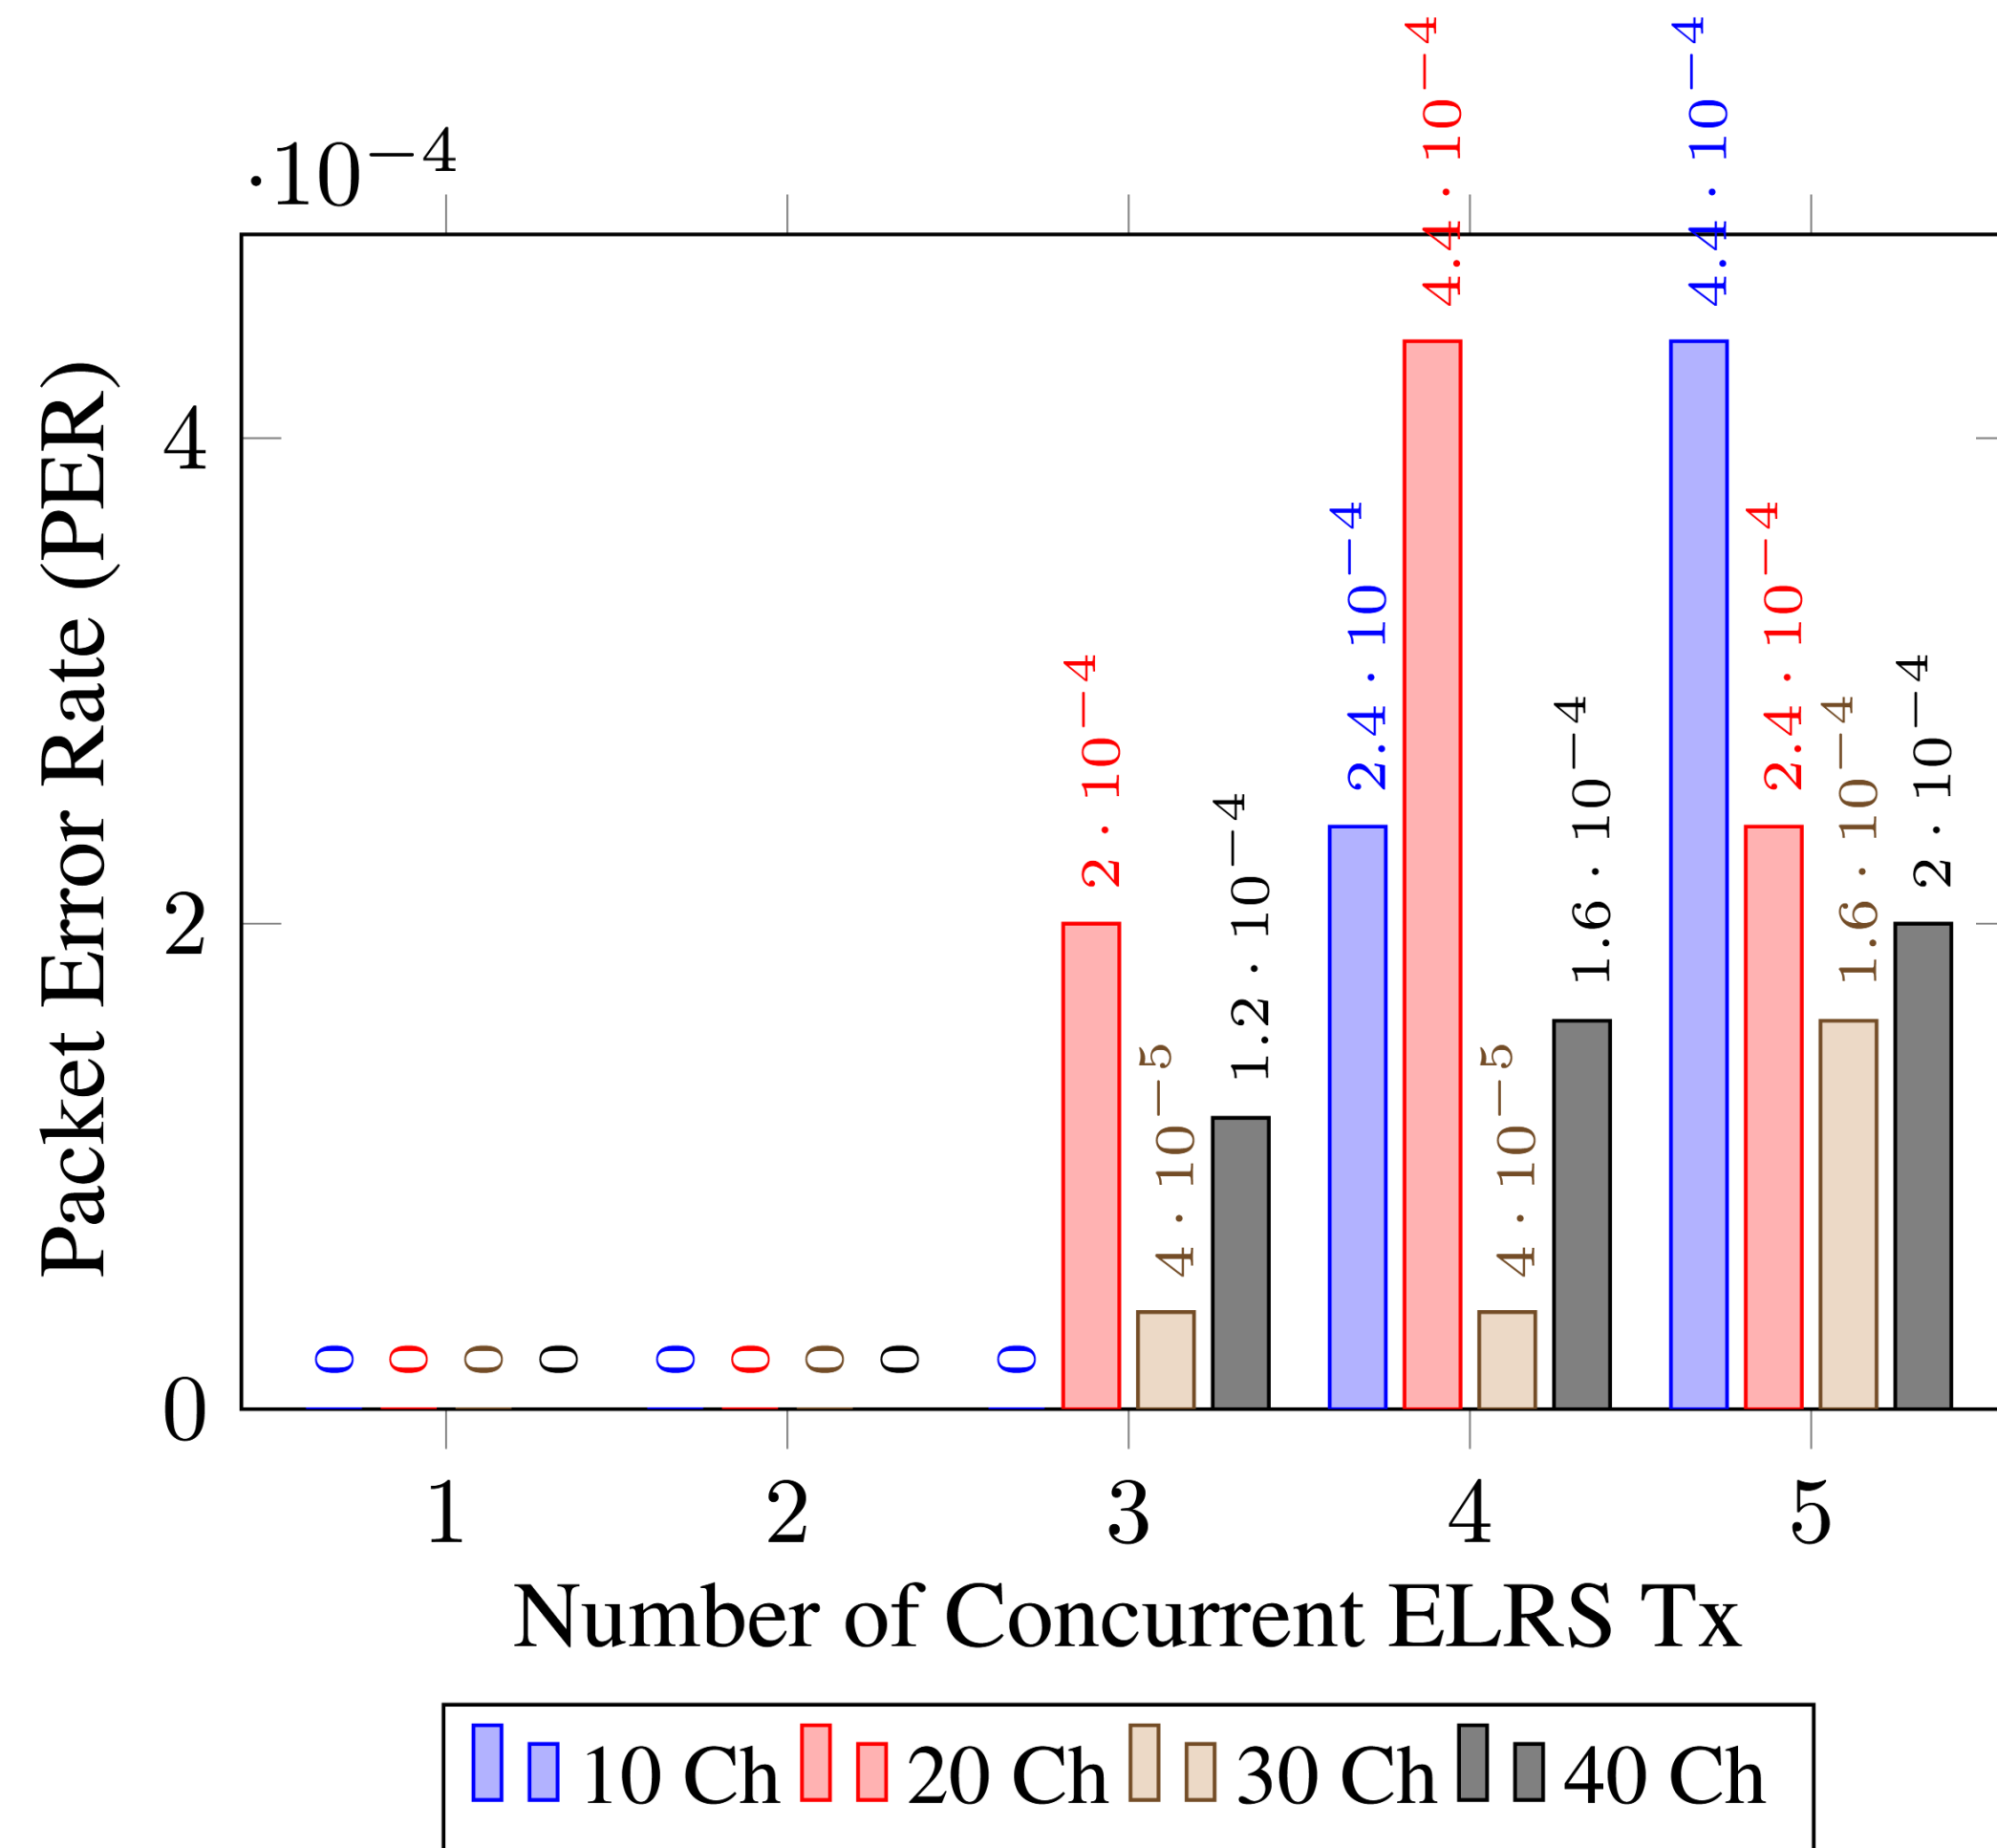 ·10⁻⁴
Packet Error Rate (PER)
4
2
0
0 0 0 0
0 0 0 0
0 2 · 10⁻⁴ 4 · 10⁻⁵ 1.2 · 10⁻⁴
2.4 · 10⁻⁴ 4.4 · 10⁻⁴ 4 · 10⁻⁵ 1.6 · 10⁻⁴
4.4 · 10⁻⁴ 2.4 · 10⁻⁴ 1.6 · 10⁻⁴ 2 · 10⁻⁴
1 2 3 4 5
Number of Concurrent ELRS Tx
10 Ch 20 Ch 30 Ch 40 Ch